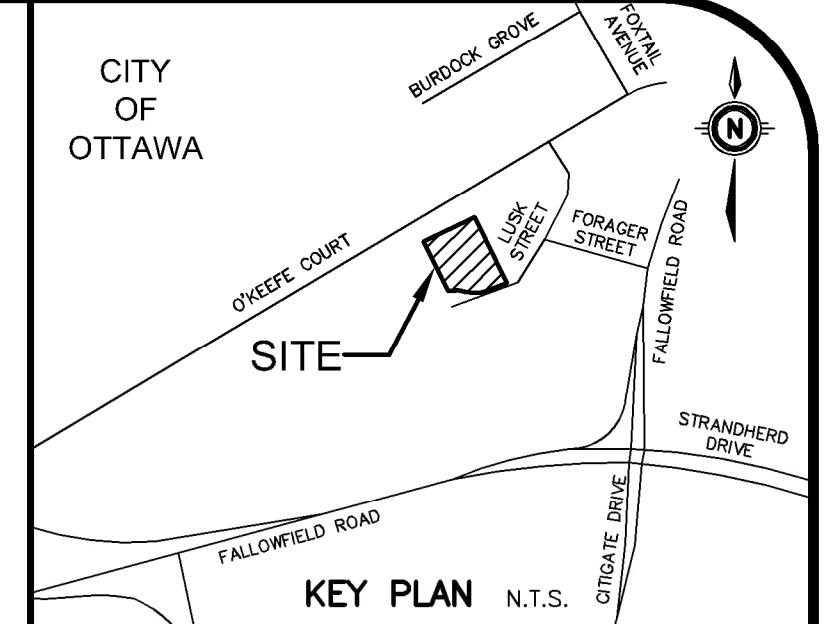 CITY
OF
OTTAWA
BURDOCK GROVE
FOXTAIL
AVENUE
N
LUSK
STREET
FORAGER
STREET
FALLOWFIELD ROAD
O'KEEFE COURT
SITE
STRANDHERD
DRIVE
FALLOWFIELD ROAD
CITIGATE DRIVE
KEY PLAN N.T.S.